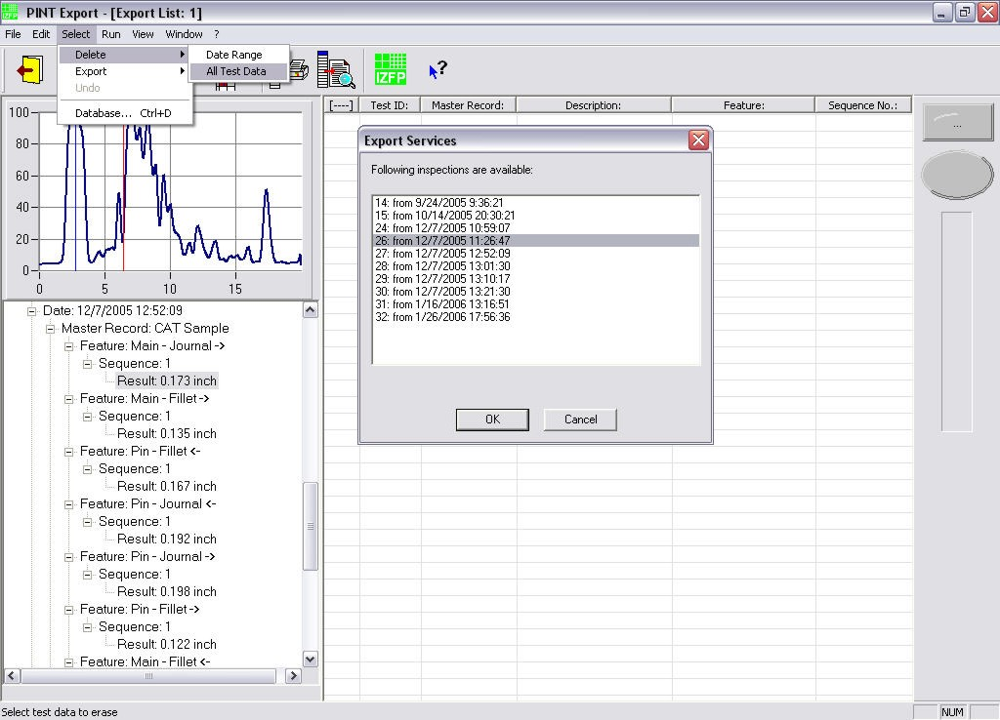 PINT Export - [Export List: 1]
File Edit Select Run View Window ?
Delete
Export
Undo
Database... Ctrl+D
Date Range
All Test Data
IZFP
?
[----] Test ID: Master Record: Description: Feature: Sequence No.:
...
100
80
60
40
20
0
0 5 10 15
Export Services
Following inspections are available:
14: from 9/24/2005 9:36:21
15: from 10/14/2005 20:30:21
24: from 12/7/2005 10:59:07
26: from 12/7/2005 11:26:47
27: from 12/7/2005 12:52:09
28: from 12/7/2005 13:01:30
29: from 12/7/2005 13:10:17
30: from 12/7/2005 13:21:30
31: from 1/16/2006 13:16:51
32: from 1/26/2006 17:56:36
OK Cancel
Date: 12/7/2005 12:52:09
Master Record: CAT Sample
Feature: Main - Journal ->
Sequence: 1
Result: 0.173 inch
Feature: Main - Fillet ->
Sequence: 1
Result: 0.135 inch
Feature: Pin - Fillet <-
Sequence: 1
Result: 0.167 inch
Feature: Pin - Journal <-
Sequence: 1
Result: 0.192 inch
Feature: Pin - Journal ->
Sequence: 1
Result: 0.198 inch
Feature: Pin - Fillet ->
Sequence: 1
Result: 0.122 inch
Feature: Main - Fillet <-
Select test data to erase
NUM